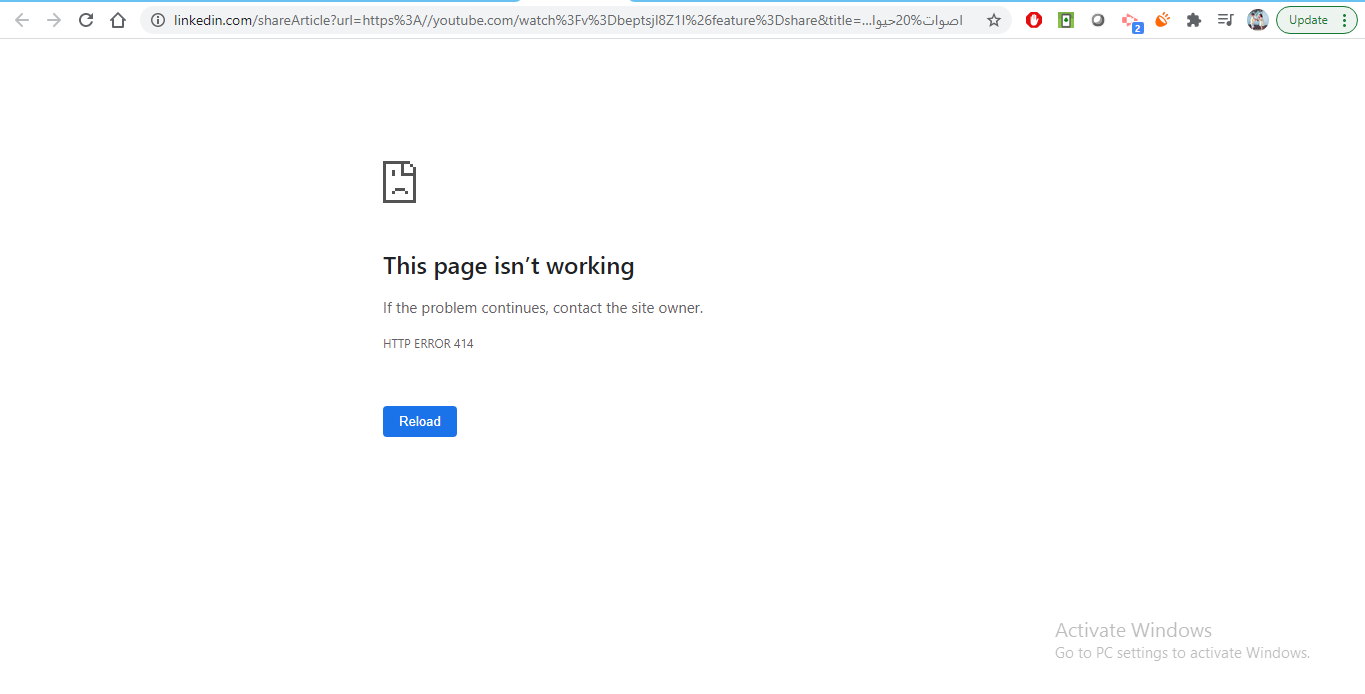 linkedin.com/shareArticle?url=https%3A//youtube.com/watch%3Fv%3Dbeptsjl8Z1I%26feature%3Dshare&title=...اصوات%20حيوا
2
Update
This page isn’t working
If the problem continues, contact the site owner.
HTTP ERROR 414
Reload
Activate Windows
Go to PC settings to activate Windows.